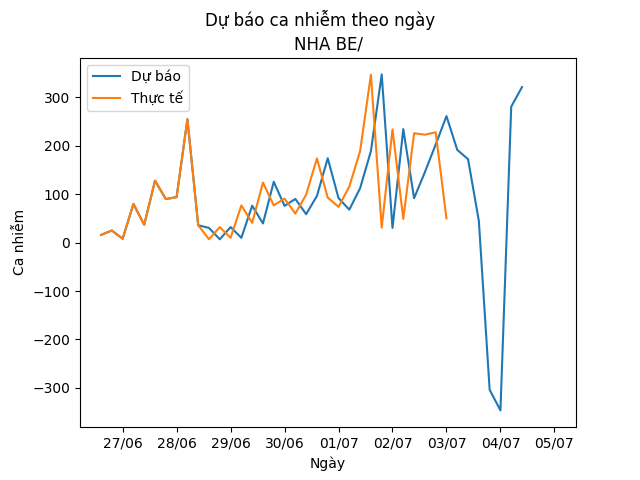 Dự báo ca nhiễm theo ngày
NHA BE/
Dự báo
Thực tế
Ca nhiễm
300
200
100
0
−100
−200
−300
27/06 28/06 29/06 30/06 01/07 02/07 03/07 04/07 05/07
Ngày